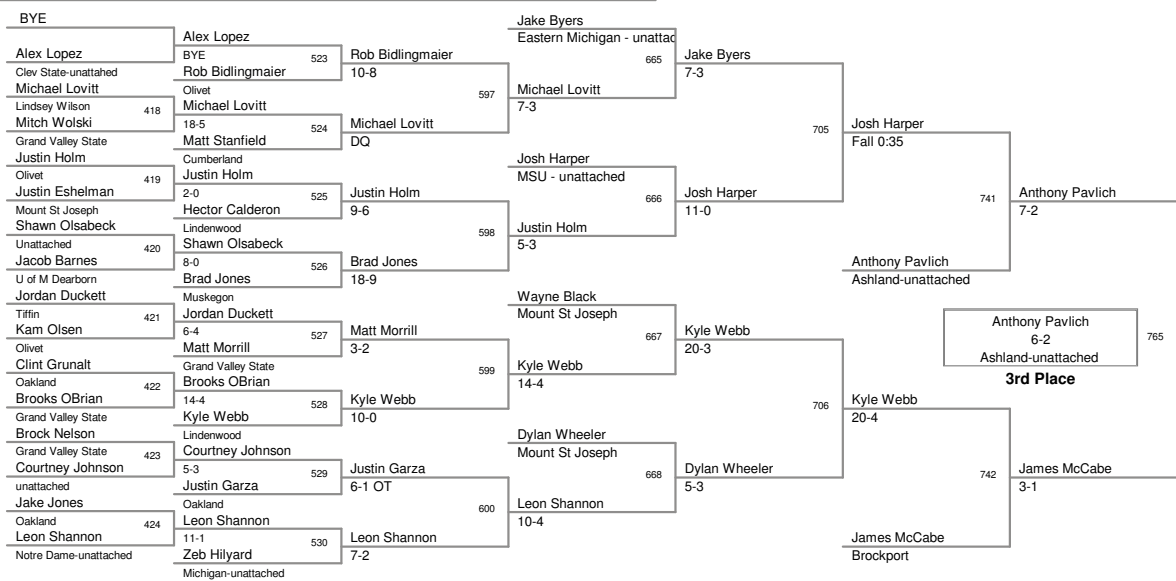 BYE
Alex Lopez
Clev State-unattahed
Michael Lovitt
Lindsey Wilson
418
Mitch Wolski
Grand Valley State
Justin Holm
Olivet
419
Justin Eshelman
Mount St Joseph
Shawn Olsabeck
Unattached
420
Jacob Barnes
U of M Dearborn
Jordan Duckett
Tiffin
421
Kam Olsen
Olivet
Clint Grunalt
Oakland
422
Brooks OBrian
Grand Valley State
Brock Nelson
Grand Valley State
423
Courtney Johnson
unattached
Jake Jones
Oakland
424
Leon Shannon
Notre Dame-unattached
Alex Lopez
BYE
523
Rob Bidlingmaier
Olivet
Michael Lovitt
18-5
524
Matt Stanfield
Cumberland
Justin Holm
2-0
525
Hector Calderon
Lindenwood
Shawn Olsabeck
8-0
526
Brad Jones
Muskegon
Jordan Duckett
6-4
527
Matt Morrill
Grand Valley State
Brooks OBrian
14-4
528
Kyle Webb
Lindenwood
Courtney Johnson
5-3
529
Justin Garza
Oakland
Leon Shannon
11-1
530
Zeb Hilyard
Michigan-unattached
Rob Bidlingmaier
10-8
597
Michael Lovitt
DQ
Justin Holm
9-6
598
Brad Jones
18-9
Matt Morrill
3-2
599
Kyle Webb
10-0
Justin Garza
6-1 OT
600
Leon Shannon
7-2
Jake Byers
Eastern Michigan - unattac
665
Michael Lovitt
7-3
Josh Harper
MSU - unattached
666
Justin Holm
5-3
Wayne Black
Mount St Joseph
667
Kyle Webb
14-4
Dylan Wheeler
Mount St Joseph
668
Leon Shannon
10-4
Jake Byers
7-3
705
Josh Harper
11-0
Kyle Webb
20-3
706
Dylan Wheeler
5-3
Josh Harper
Fall 0:35
741
Anthony Pavlich
Ashland-unattached
Kyle Webb
20-4
742
James McCabe
Brockport
Anthony Pavlich
7-2
Anthony Pavlich
6-2
765
Ashland-unattached
3rd Place
James McCabe
3-1